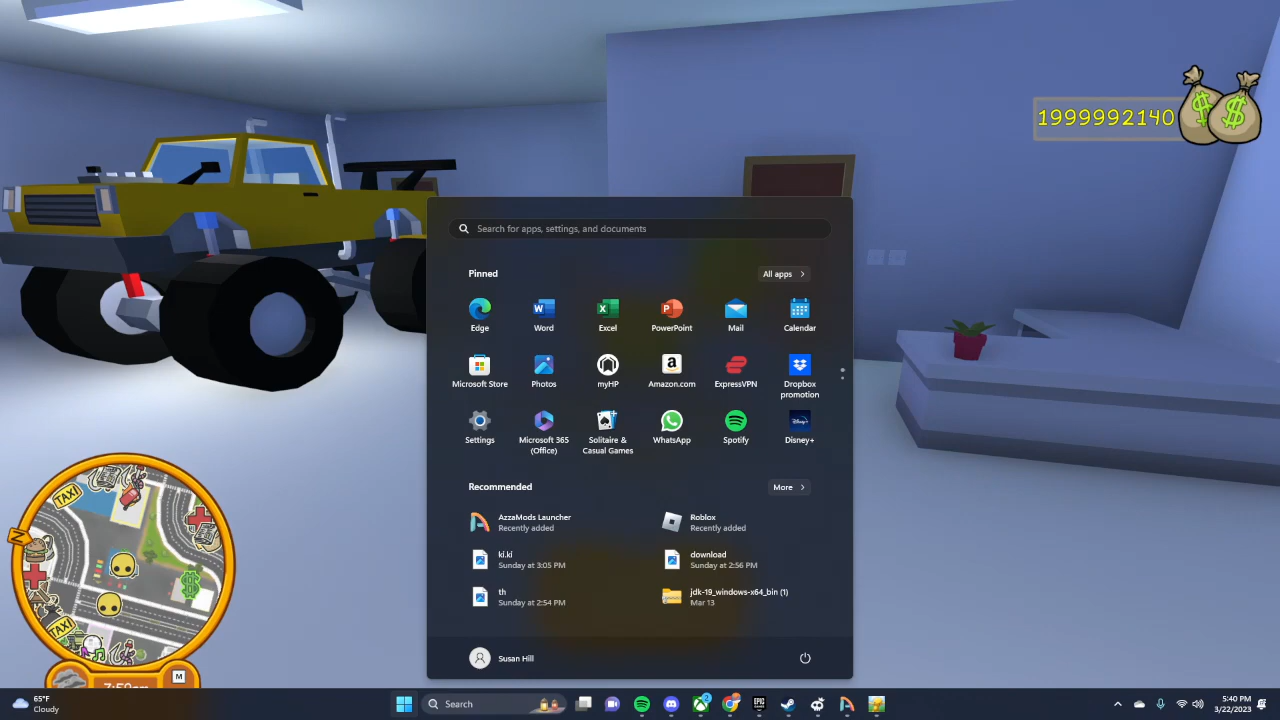 1999992140
Search for apps, settings, and documents
Pinned
All apps
Edge
Word
Excel
PowerPoint
Mail
Calendar
Microsoft Store
Photos
myHP
Amazon.com
ExpressVPN
Dropbox
promotion
Settings
Microsoft 365
(Office)
Solitaire &
Casual Games
WhatsApp
Spotify
Disney+
Recommended
More
AzzaMods Launcher
Recently added
Roblox
Recently added
ki.ki
Sunday at 3:05 PM
download
Sunday at 2:56 PM
th
Sunday at 2:54 PM
jdk-19_windows-x64_bin (1)
Mar 13
Susan Hill
TAXI
TAXI
N
M
65°F
Cloudy
Search
2
5:40 PM
3/22/2023